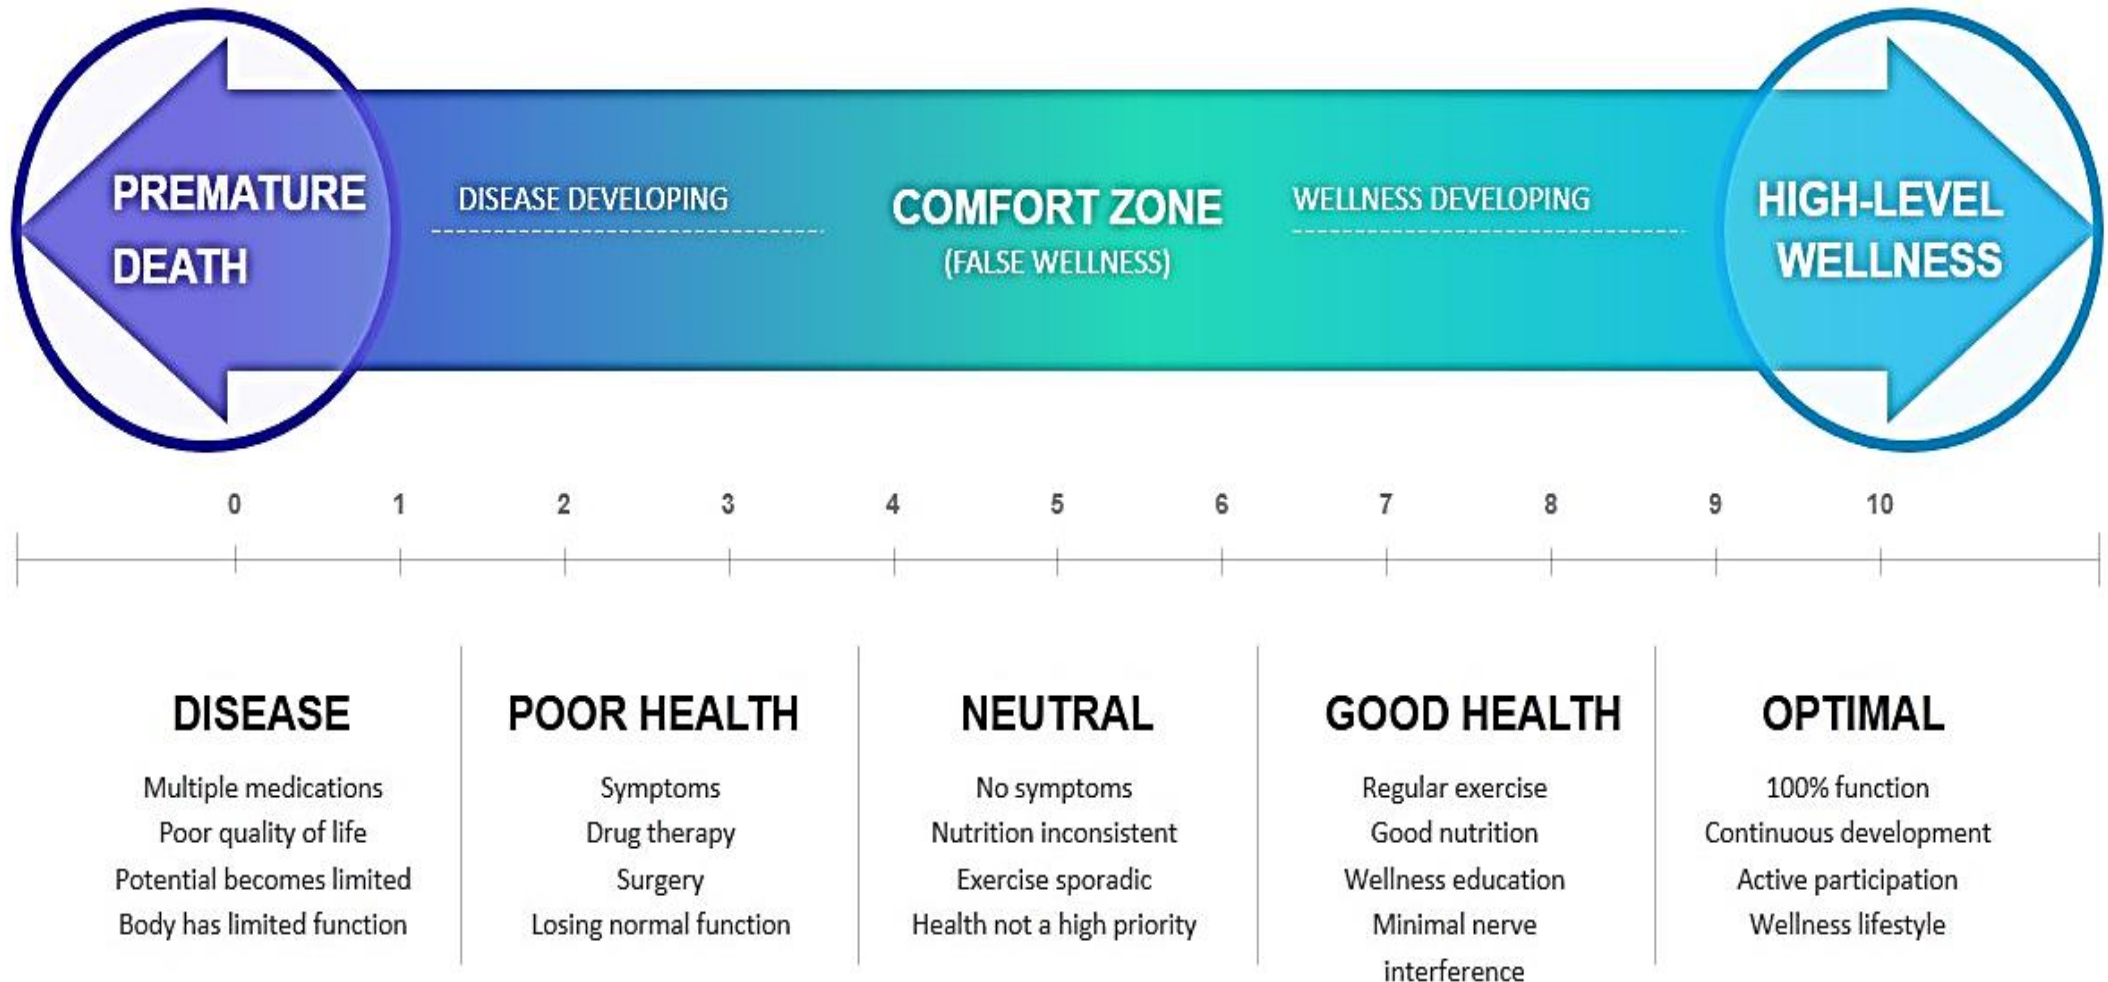 PREMATURE
DEATH
DISEASE DEVELOPING
COMFORT ZONE
(FALSE WELLNESS)
WELLNESS DEVELOPING
HIGH-LEVEL
WELLNESS
0 1 2 3 4 5 6 7 8 9 10
DISEASE
Multiple medications
Poor quality of life
Potential becomes limited
Body has limited function
POOR HEALTH
Symptoms
Drug therapy
Surgery
Losing normal function
NEUTRAL
No symptoms
Nutrition inconsistent
Exercise sporadic
Health not a high priority
GOOD HEALTH
Regular exercise
Good nutrition
Wellness education
Minimal nerve
interference
OPTIMAL
100% function
Continuous development
Active participation
Wellness lifestyle